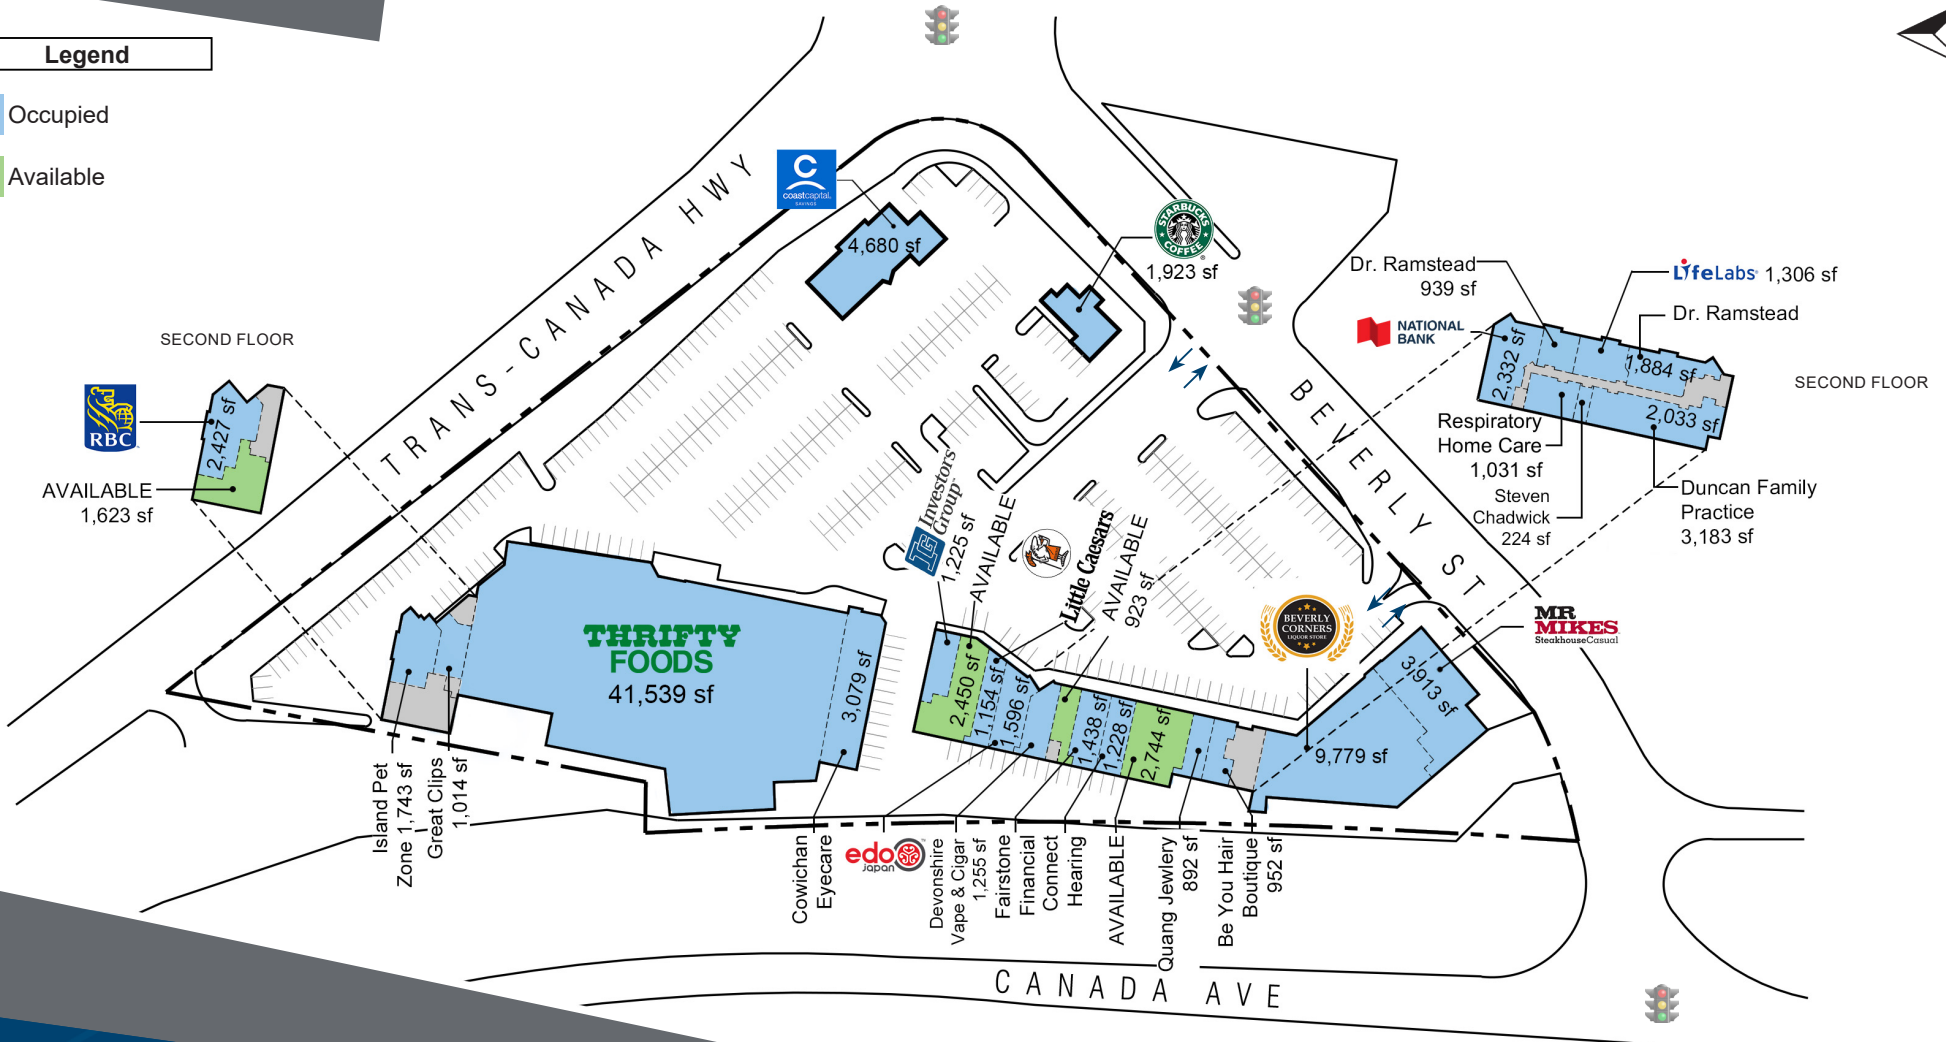 Legend
Occupied
Available
TRANS-CANADA HWY
C
coastcapital
SAVINGS
4,680 sf
STARBUCKS
COFFEE
1,923 sf
SECOND FLOOR
RBC
2,427 sf
AVAILABLE
1,623 sf
Dr. Ramstead
939 sf
LifeLabs 1,306 sf
Dr. Ramstead
NATIONAL
BANK
2,332 sf
1,884 sf
2,033 sf
SECOND FLOOR
Respiratory
Home Care
1,031 sf
Steven
Chadwick
224 sf
Duncan Family
Practice
3,183 sf
BEVERLY ST
THRIFTY
FOODS
41,539 sf
3,079 sf
IG Investors
Group
1,225 sf
AVAILABLE
Little Caesars
AVAILABLE
923 sf
BEVERLY
CORNERS
LIQUOR STORE
MR
MIKES
SteakhouseCasual
2,450 sf
1,154 sf
1,596 sf
1,438 sf
1,228 sf
2,744 sf
9,779 sf
3,913 sf
Island Pet
Zone 1,743 sf
Great Clips
1,014 sf
Cowichan
Eyecare
edo
japan
Devonshire
Vape & Cigar
1,255 sf
Fairstone
Financial
Connect
Hearing
AVAILABLE
Quang Jewlery
892 sf
Be You Hair
Boutique
952 sf
CANADA AVE